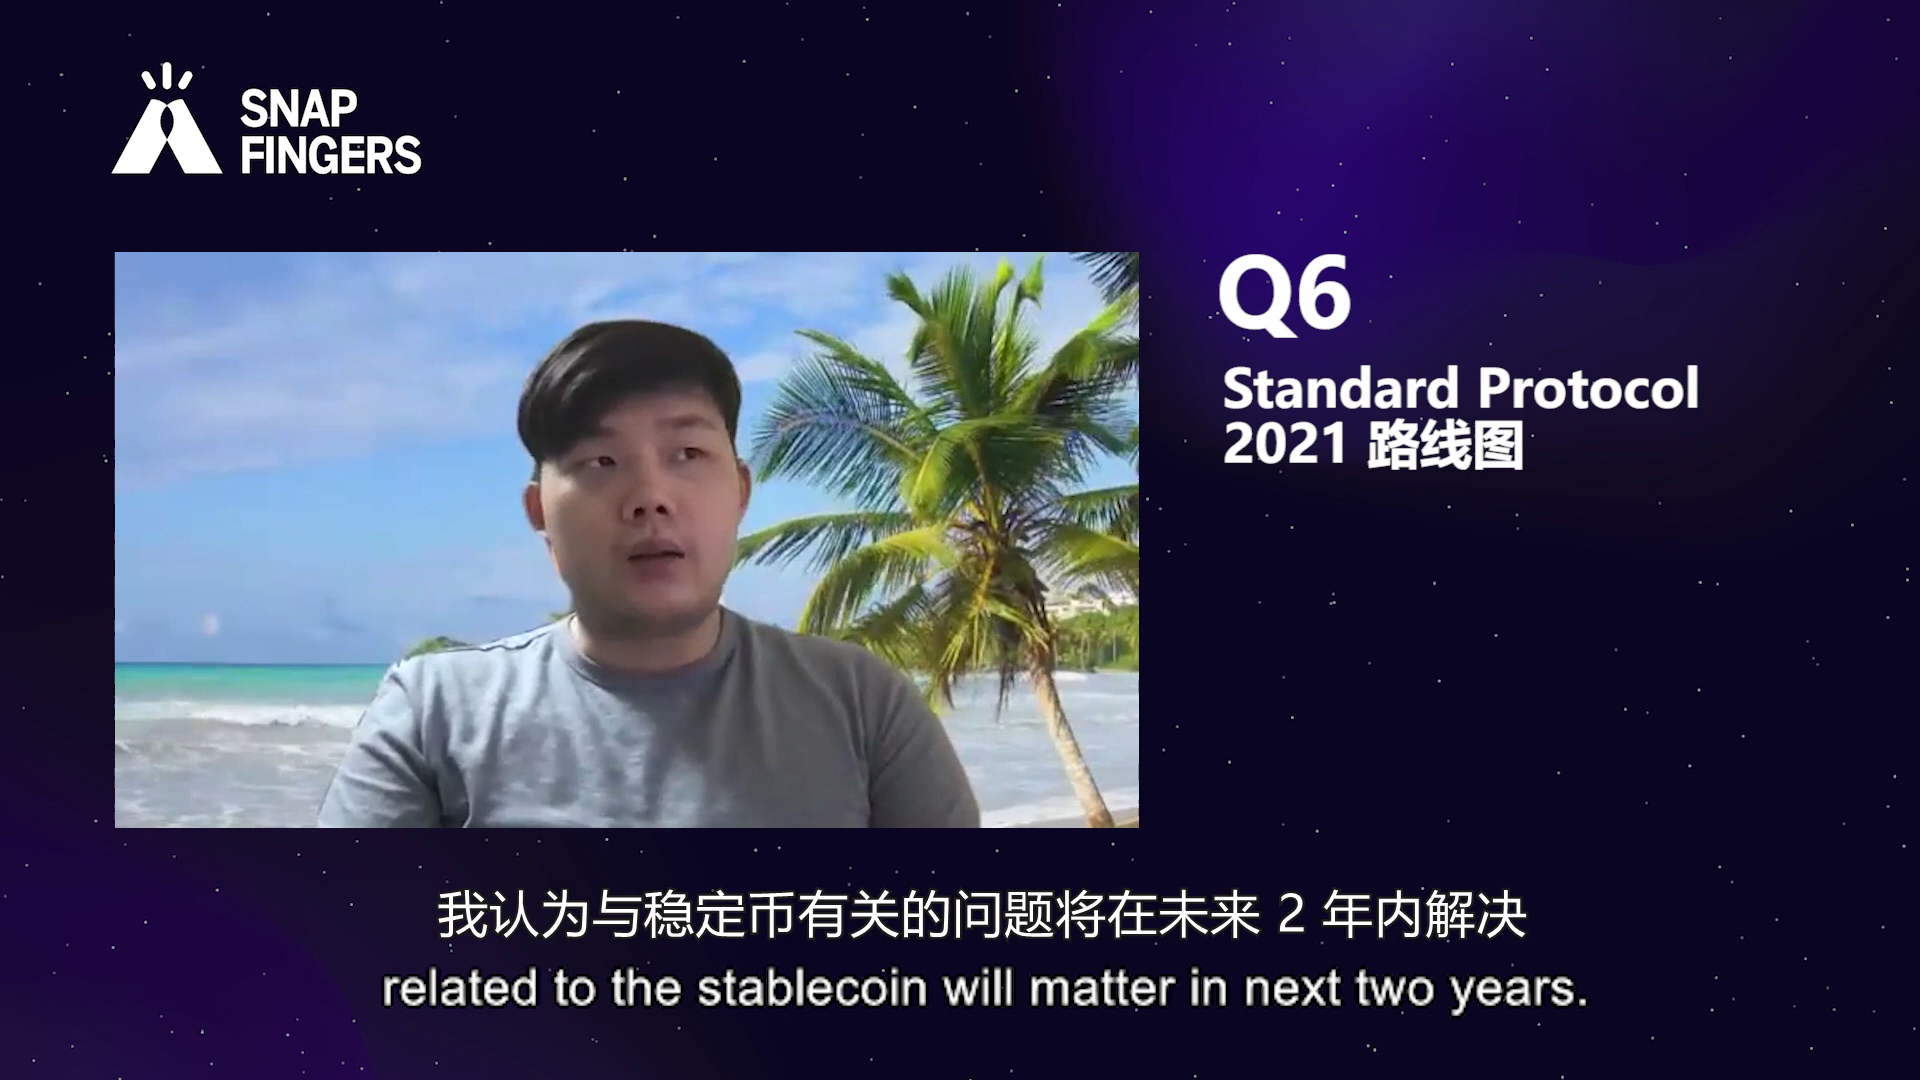 SNAP
FINGERS
Q6
Standard Protocol
2021 路线图
我认为与稳定币有关的问题将在未来 2 年内解决
related to the stablecoin will matter in next two years.